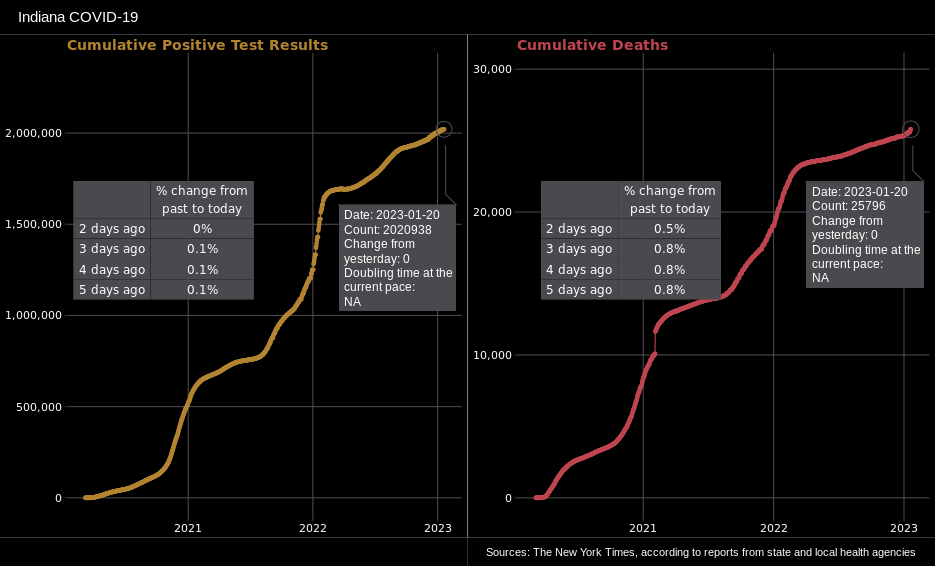 Indiana COVID-19
Cumulative Positive Test Results
2,000,000
1,500,000
1,000,000
500,000
0
2021
2022
2023
% change from
past to today
2 days ago 0%
3 days ago 0.1%
4 days ago 0.1%
5 days ago 0.1%
Date: 2023-01-20
Count: 2020938
Change from
yesterday: 0
Doubling time at the
current pace:
NA
Cumulative Deaths
30,000
20,000
10,000
0
2021
2022
2023
% change from
past to today
2 days ago 0.5%
3 days ago 0.8%
4 days ago 0.8%
5 days ago 0.8%
Date: 2023-01-20
Count: 25796
Change from
yesterday: 0
Doubling time at the
current pace:
NA
Sources: The New York Times, according to reports from state and local health agencies